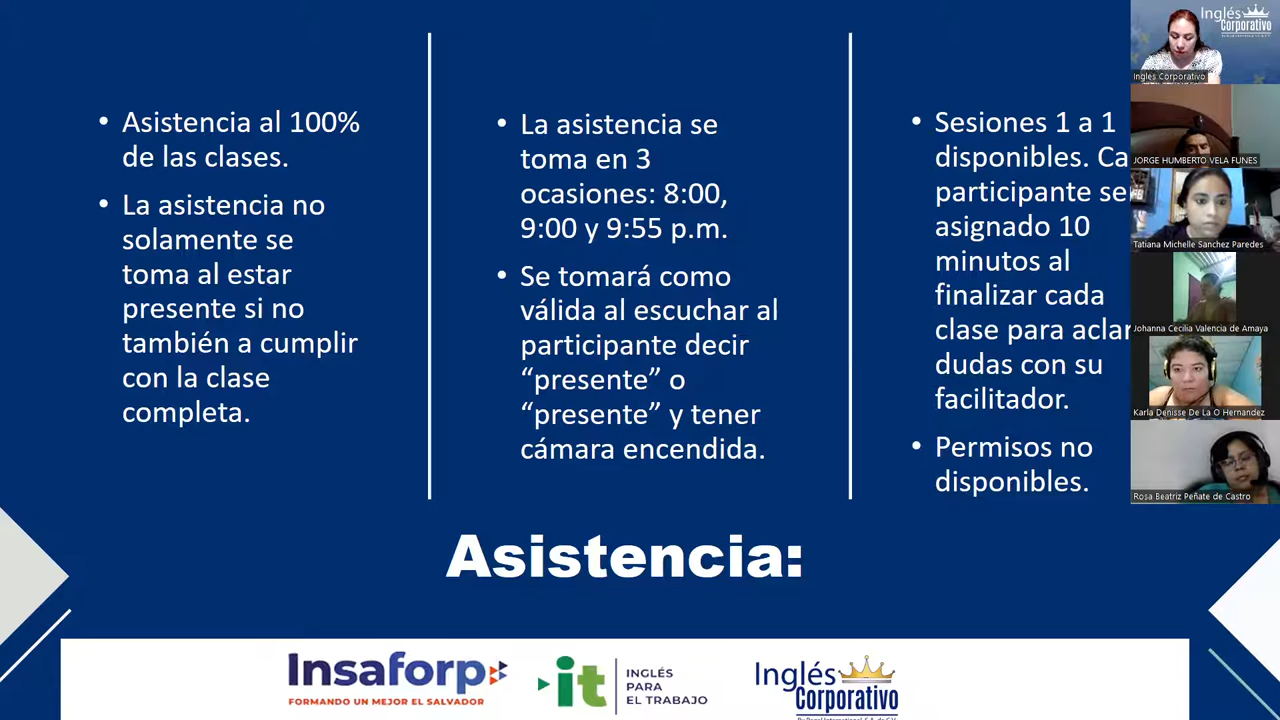 • Asistencia al 100%
de las clases.
• La asistencia no
solamente se
toma al estar
presente si no
también a cumplir
con la clase
completa.
• La asistencia se
toma en 3
ocasiones: 8:00,
9:00 y 9:55 p.m.
• Se tomará como
válida al escuchar al
participante decir
“presente” o
“presente” y tener
cámara encendida.
• Sesiones 1 a 1
disponibles. Ca
participante se
asignado 10
minutos al
finalizar cada
clase para aclar
dudas con su
facilitador.
• Permisos no
disponibles.
Asistencia:
Insaforp
FORMANDO UN MEJOR EL SALVADOR
it
INGLÉS
PARA
EL TRABAJO
Inglés
Corporativo
Inglés
Corporativo
Ingles Corporativo
JORGE HUMBERTO VELA FUNES
Tatiana Michelle Sanchez Paredes
Johanna Cecilia Valencia de Amaya
Karla Denisse De La O Hernandez
Rosa Beatriz Peñate de Castro